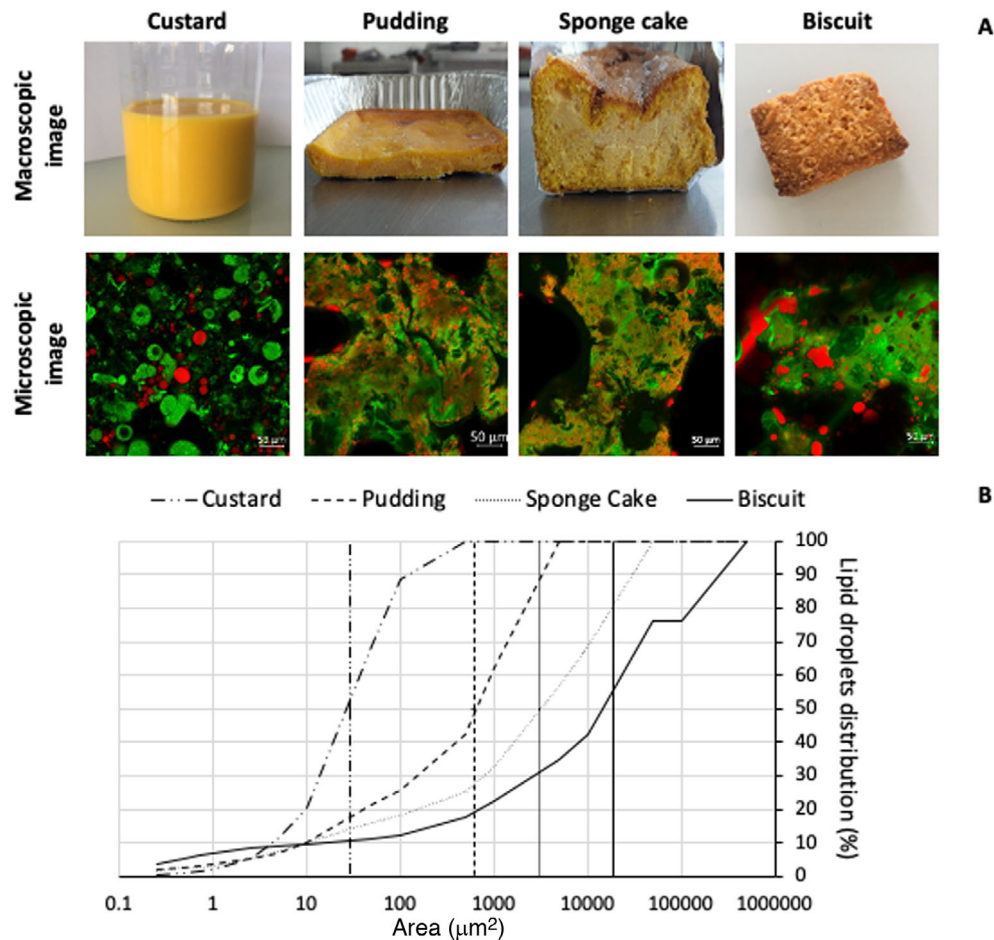 Custard Pudding Sponge cake Biscuit A
Macroscopic
image
Microscopic
image
50 µm 50 µm 50 µm 50 µm
Custard Pudding Sponge Cake Biscuit B
100
90
80
70
60
50
40
30
20
10
0
Lipid droplets distribution (%)
0.1 1 10 100 1000 10000 100000 1000000
Area (µm²)